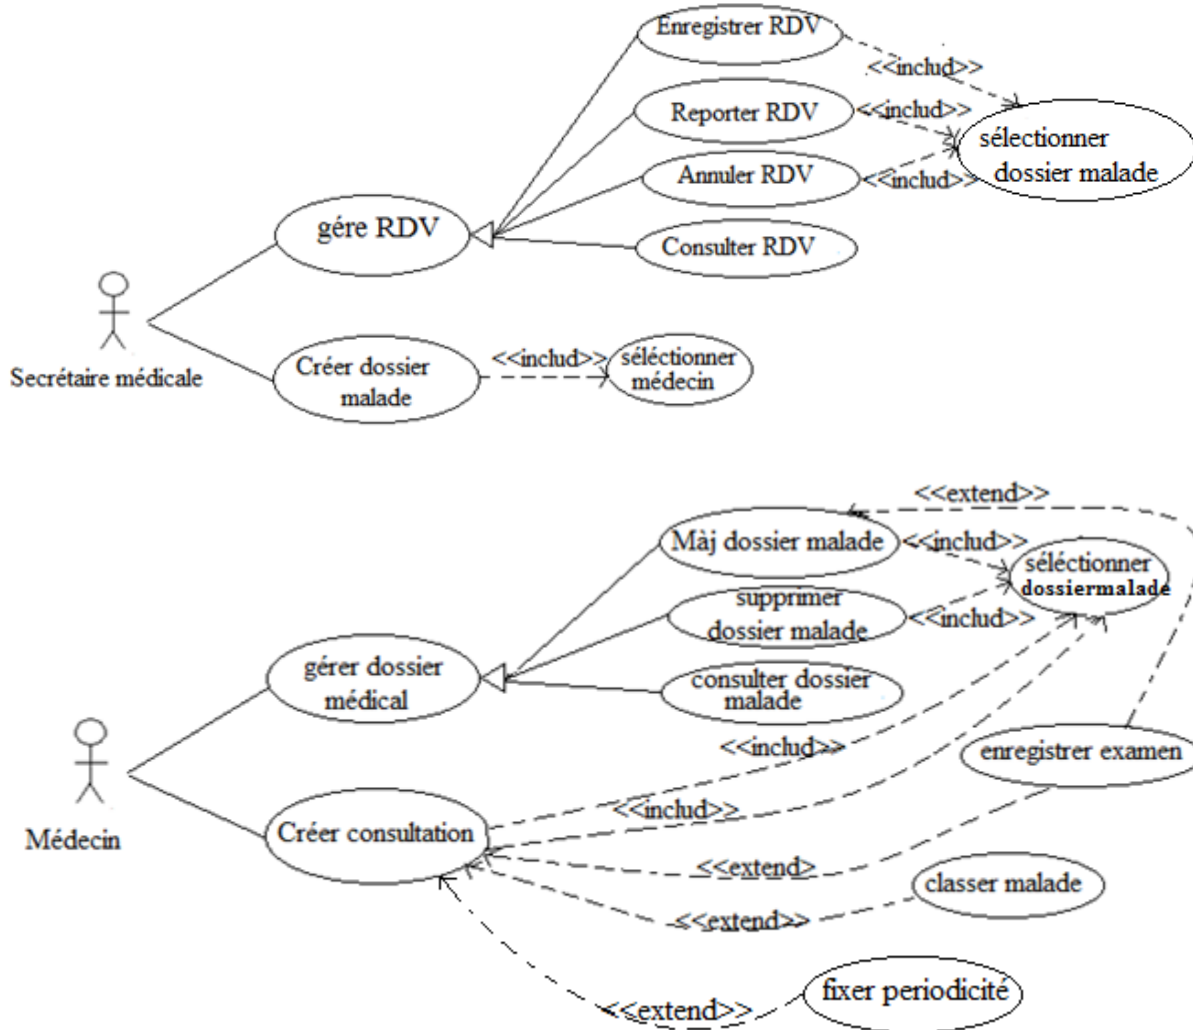 Enregistrer RDV
<<includ>>
Reporter RDV
<<includ>>
sélectionner
dossier malade
Annuler RDV
<<includ>>
gére RDV
Consulter RDV
Secrétaire médicale
Créer dossier
malade
<<includ>>
séléctionner
médecin
<<extend>>
Màj dossier malade
<<includ>>
séléctionner
dossiermalade
supprimer
dossier malade
<<includ>>
gérer dossier
médical
consulter dossier
malade
<<includ>>
enregistrer examen
Médecin
Créer consultation
<<includ>>
<<extend>
classer malade
<<extend>>
fixer periodicité
<<extend>>